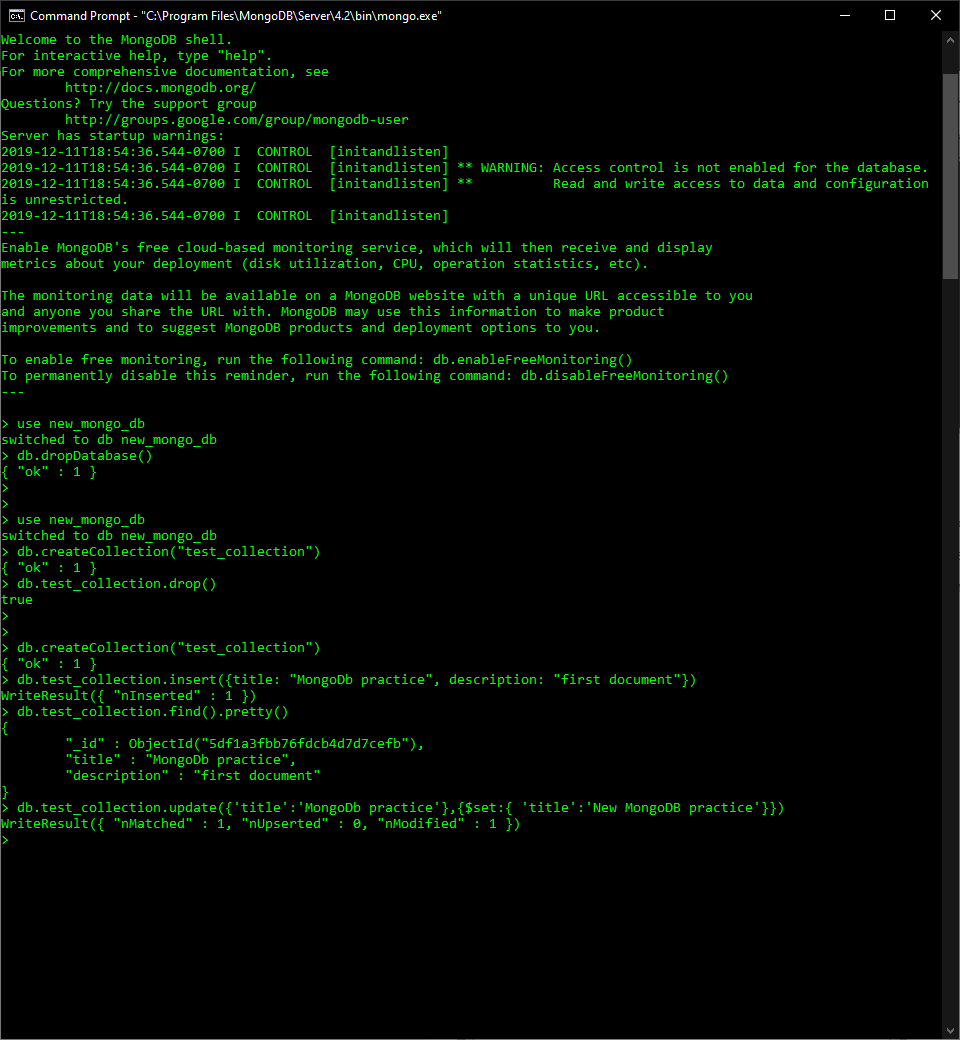 Command Prompt - "C:\Program Files\MongoDB\Server\4.2\bin\mongo.exe"
Welcome to the MongoDB shell.
For interactive help, type "help".
For more comprehensive documentation, see
        http://docs.mongodb.org/
Questions? Try the support group
        http://groups.google.com/group/mongodb-user
Server has startup warnings:
2019-12-11T18:54:36.544-0700 I  CONTROL  [initandlisten]
2019-12-11T18:54:36.544-0700 I  CONTROL  [initandlisten] ** WARNING: Access control is not enabled for the database.
2019-12-11T18:54:36.544-0700 I  CONTROL  [initandlisten] **          Read and write access to data and configuration
is unrestricted.
2019-12-11T18:54:36.544-0700 I  CONTROL  [initandlisten]
---
Enable MongoDB's free cloud-based monitoring service, which will then receive and display
metrics about your deployment (disk utilization, CPU, operation statistics, etc).

The monitoring data will be available on a MongoDB website with a unique URL accessible to you
and anyone you share the URL with. MongoDB may use this information to make product
improvements and to suggest MongoDB products and deployment options to you.

To enable free monitoring, run the following command: db.enableFreeMonitoring()
To permanently disable this reminder, run the following command: db.disableFreeMonitoring()
---

> use new_mongo_db
switched to db new_mongo_db
> db.dropDatabase()
{ "ok" : 1 }
>
>
> use new_mongo_db
switched to db new_mongo_db
> db.createCollection("test_collection")
{ "ok" : 1 }
> db.test_collection.drop()
true
>
>
> db.createCollection("test_collection")
{ "ok" : 1 }
> db.test_collection.insert({title: "MongoDb practice", description: "first document"})
WriteResult({ "nInserted" : 1 })
> db.test_collection.find().pretty()
{
        "_id" : ObjectId("5df1a3fbb76fdcb4d7d7cefb"),
        "title" : "MongoDb practice",
        "description" : "first document"
}
> db.test_collection.update({'title':'MongoDb practice'},{$set:{ 'title':'New MongoDB practice'}})
WriteResult({ "nMatched" : 1, "nUpserted" : 0, "nModified" : 1 })
>